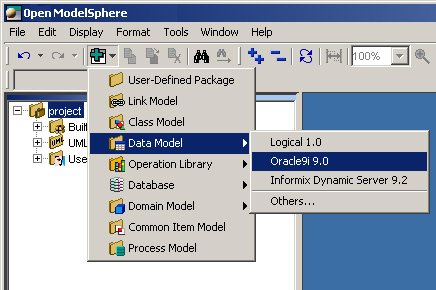 Open ModelSphere
File Edit Display Format Tools Window Help
100%
project
User-Defined Package
Link Model
Built
Class Model
UML
Data Model
Logical 1.0
Use
Operation Library
Oracle9i 9.0
Database
Informix Dynamic Server 9.2
Domain Model
Others...
Common Item Model
Process Model